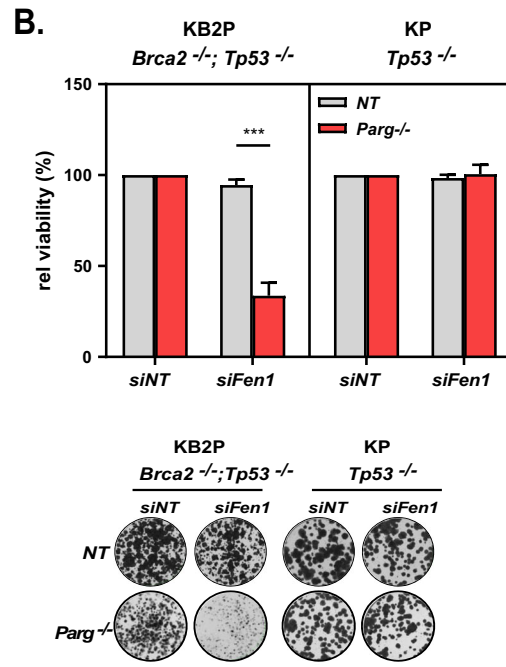 B.
KB2P KP
Brca2 -/-; Tp53 -/- Tp53 -/-
150
100
50
0
rel viability (%)
NT
Parg-/-
***
siNT siFen1 siNT siFen1
KB2P KP
Brca2 -/-;Tp53 -/- Tp53 -/-
siNT siFen1 siNT siFen1
NT
Parg-/-